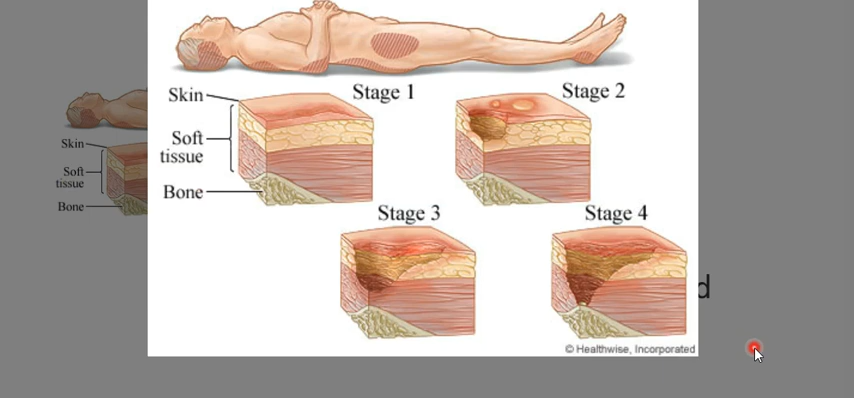 Skin
Stage 1
Stage 2
Soft
tissue
Bone
Stage 3
Stage 4
© Healthwise, Incorporated
Skin
Soft
tissue
Bone
d